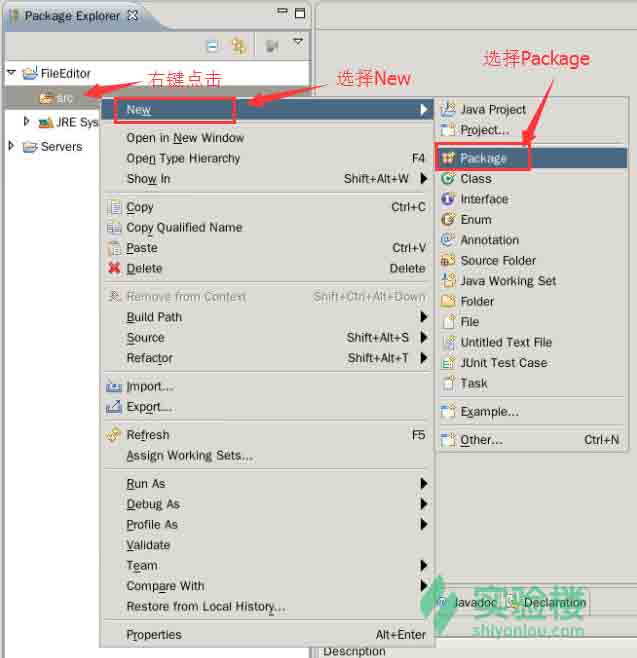 Package Explorer
选择Package
FileEditor
右键点击
选择New
src
New
Java Project
JRE Sys
Project...
Open in New Window
Servers
Open Type Hierarchy F4
Package
Show In Shift+Alt+W
Class
Copy Ctrl+C
Interface
Copy Qualified Name
Enum
Paste Ctrl+V
Annotation
Delete Delete
Source Folder
Remove from Context Shift+Ctrl+Alt+Down
Java Working Set
Build Path
Folder
Source Shift+Alt+S
File
Refactor Shift+Alt+T
Untitled Text File
JUnit Test Case
Import...
Task
Export...
Example...
Refresh F5
Other... Ctrl+N
Assign Working Sets...
Run As
Debug As
Profile As
Validate
Team
Compare With
Javadoc
Declaration
实验楼
Restore from Local History...
shiyanlou.com
Properties Alt+Enter
Description